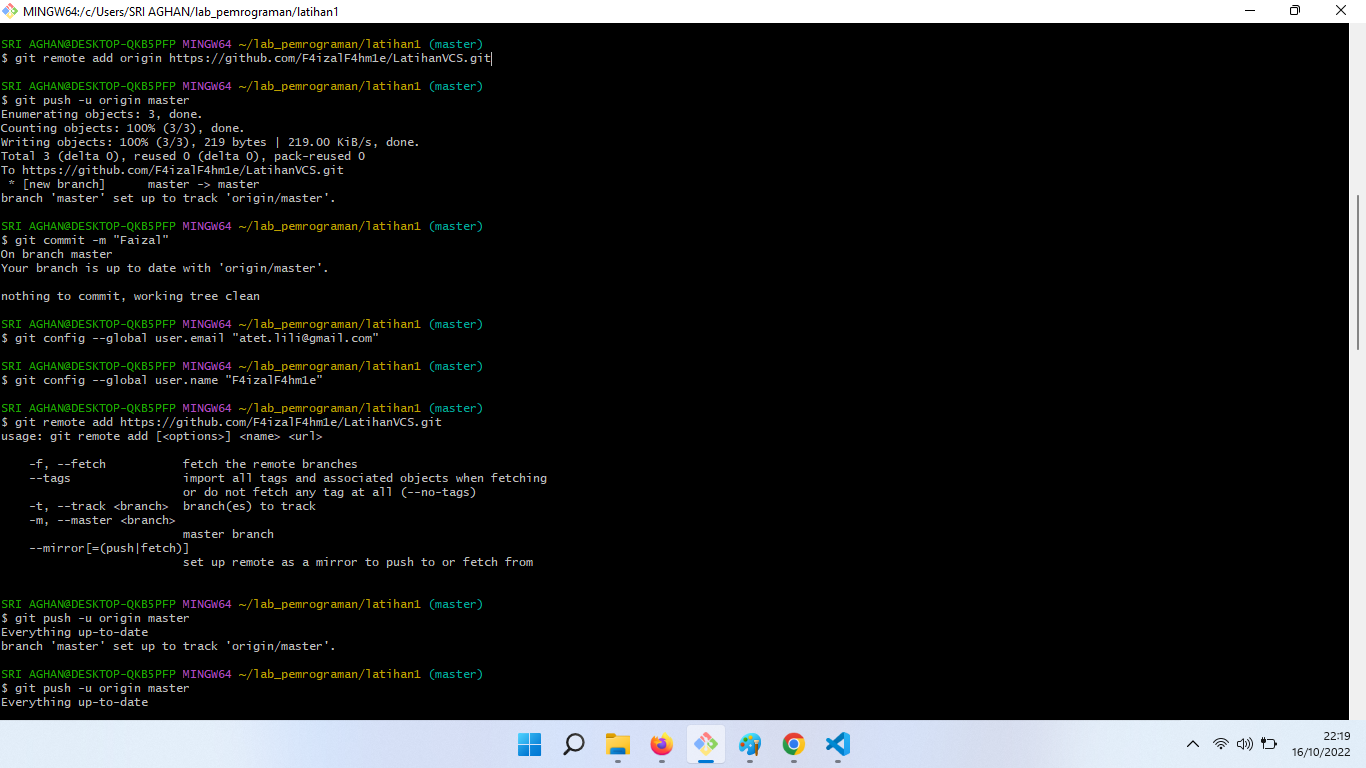 MINGW64:/c/Users/SRI AGHAN/lab_pemrograman/latihan1
SRI AGHAN@DESKTOP-QKB5PFP MINGW64 ~/lab_pemrograman/latihan1 (master)
$ git remote add origin https://github.com/F4izalF4hm1e/LatihanVCS.git
SRI AGHAN@DESKTOP-QKB5PFP MINGW64 ~/lab_pemrograman/latihan1 (master)
$ git push -u origin master
Enumerating objects: 3, done.
Counting objects: 100% (3/3), done.
Writing objects: 100% (3/3), 219 bytes | 219.00 KiB/s, done.
Total 3 (delta 0), reused 0 (delta 0), pack-reused 0
To https://github.com/F4izalF4hm1e/LatihanVCS.git
 * [new branch]      master -> master
branch 'master' set up to track 'origin/master'.
SRI AGHAN@DESKTOP-QKB5PFP MINGW64 ~/lab_pemrograman/latihan1 (master)
$ git commit -m "Faizal"
On branch master
Your branch is up to date with 'origin/master'.
nothing to commit, working tree clean
SRI AGHAN@DESKTOP-QKB5PFP MINGW64 ~/lab_pemrograman/latihan1 (master)
$ git config --global user.email "atet.lili@gmail.com"
SRI AGHAN@DESKTOP-QKB5PFP MINGW64 ~/lab_pemrograman/latihan1 (master)
$ git config --global user.name "F4izalF4hm1e"
SRI AGHAN@DESKTOP-QKB5PFP MINGW64 ~/lab_pemrograman/latihan1 (master)
$ git remote add https://github.com/F4izalF4hm1e/LatihanVCS.git
usage: git remote add [<options>] <name> <url>
    -f, --fetch           fetch the remote branches
    --tags                import all tags and associated objects when fetching
                          or do not fetch any tag at all (--no-tags)
    -t, --track <branch>  branch(es) to track
    -m, --master <branch>
                          master branch
    --mirror[=(push|fetch)]
                          set up remote as a mirror to push to or fetch from
SRI AGHAN@DESKTOP-QKB5PFP MINGW64 ~/lab_pemrograman/latihan1 (master)
$ git push -u origin master
Everything up-to-date
branch 'master' set up to track 'origin/master'.
SRI AGHAN@DESKTOP-QKB5PFP MINGW64 ~/lab_pemrograman/latihan1 (master)
$ git push -u origin master
Everything up-to-date
22:19
16/10/2022